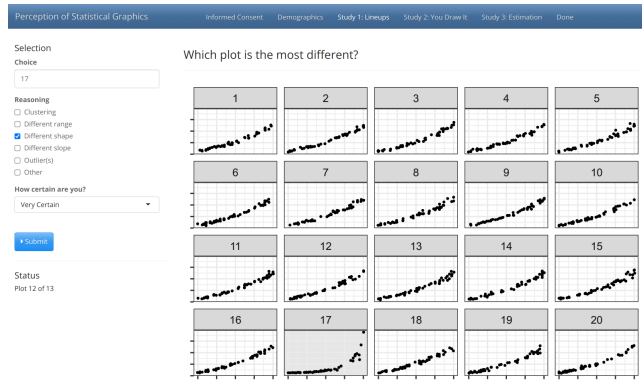 Perception of Statistical Graphics
Informed Consent
Demographics
Study 1: Lineups
Study 2: You Draw It
Study 3: Estimation
Done
Selection
Choice
17
Reasoning
Clustering
Different range
Different shape
Different slope
Outlier(s)
Other
How certain are you?
Very Certain
Submit
Status
Plot 12 of 13
Which plot is the most different?
1 2 3 4 5
6 7 8 9 10
11 12 13 14 15
16 17 18 19 20